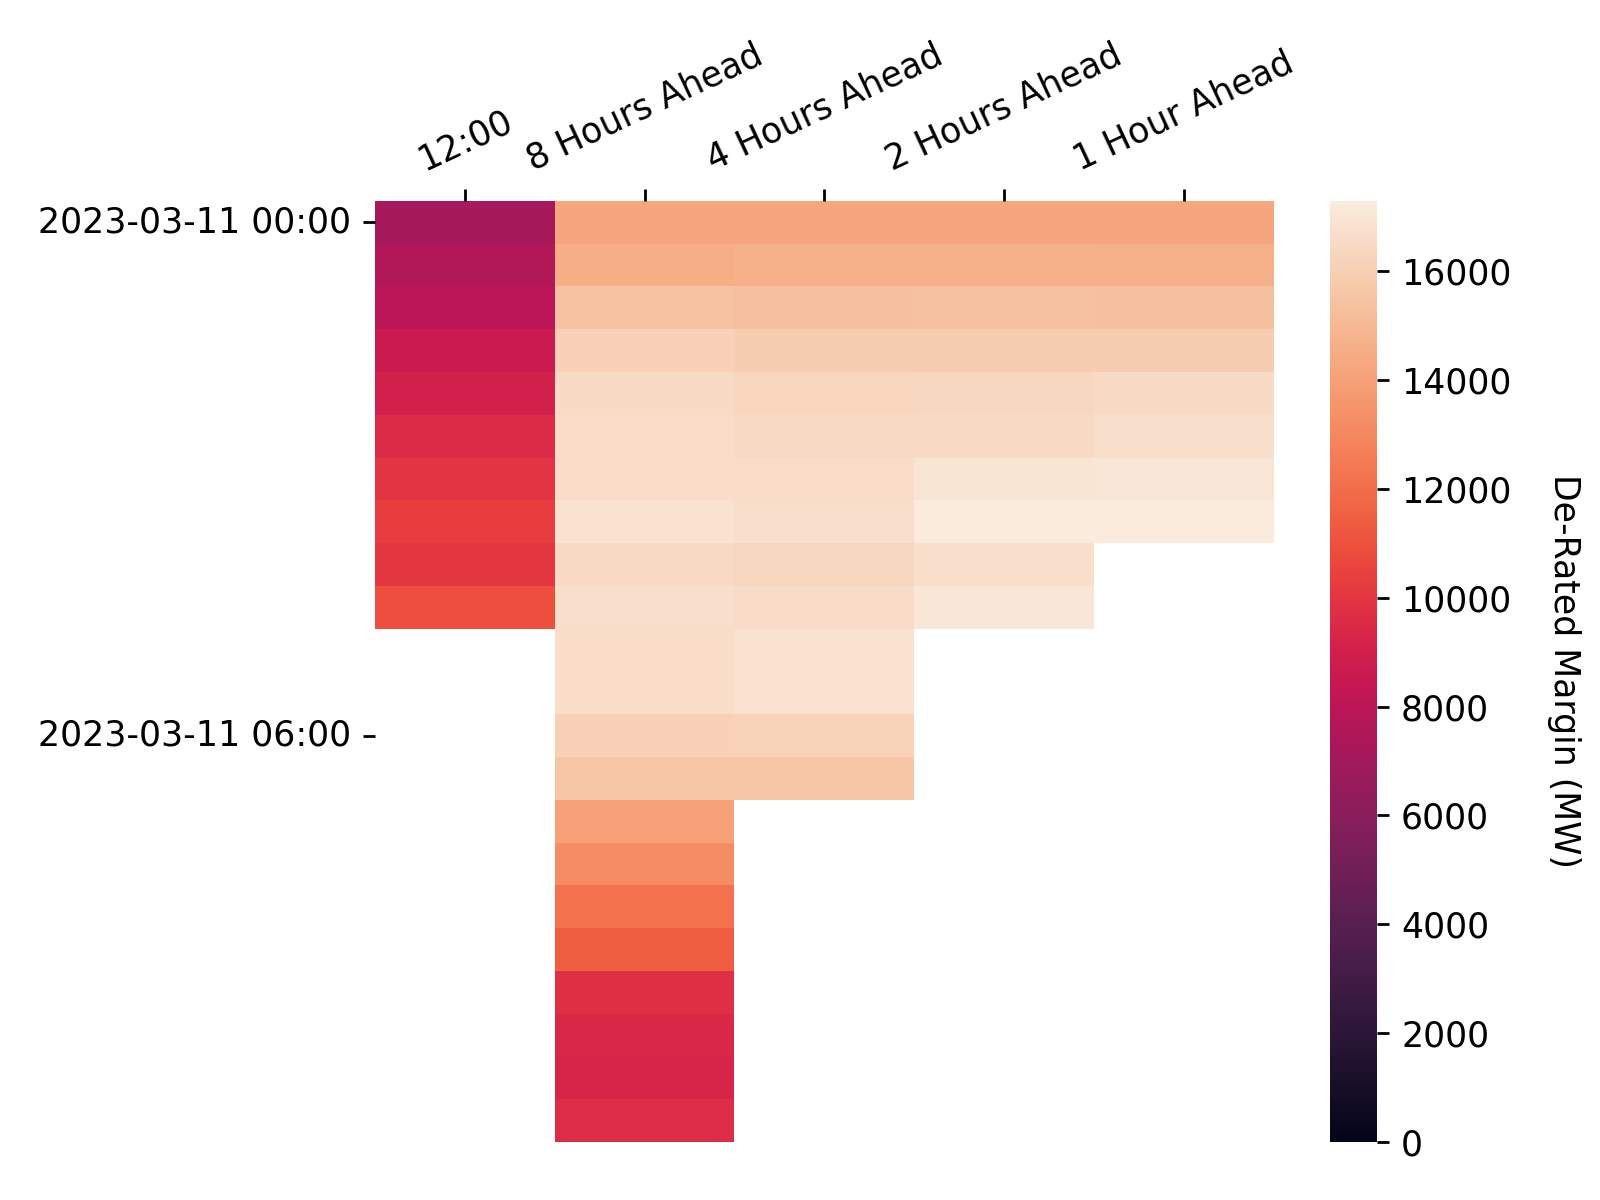 12:00
8 Hours Ahead
4 Hours Ahead
2 Hours Ahead
1 Hour Ahead
2023-03-11 00:00
2023-03-11 06:00
16000
14000
12000
10000
8000
6000
4000
2000
0
De-Rated Margin (MW)